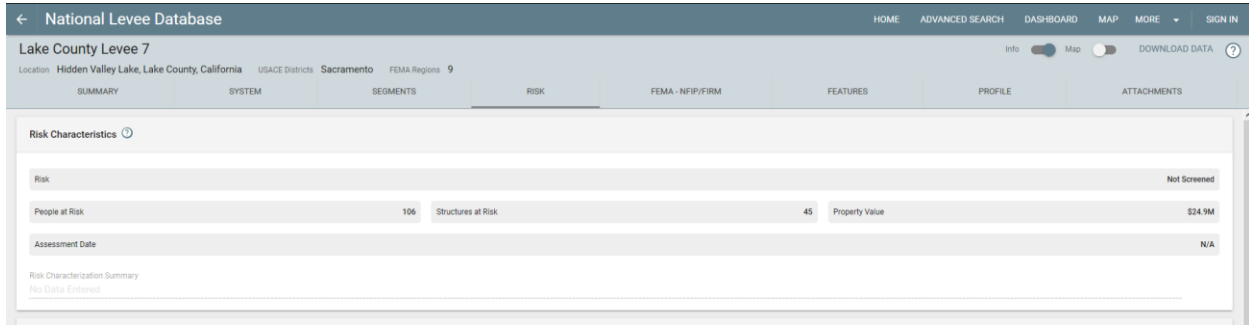 ← National Levee Database HOME ADVANCED SEARCH DASHBOARD MAP MORE SIGN IN
Lake County Levee 7 Info Map DOWNLOAD DATA ?
Location Hidden Valley Lake, Lake County, California USACE Districts Sacramento FEMA Regions 9
SUMMARY SYSTEM SEGMENTS RISK FEMA - NFIP/FIRM FEATURES PROFILE ATTACHMENTS
Risk Characteristics ?
Risk Not Screened
People at Risk 106 Structures at Risk 45 Property Value $24.9M
Assessment Date N/A
Risk Characterization Summary
No Data Entered